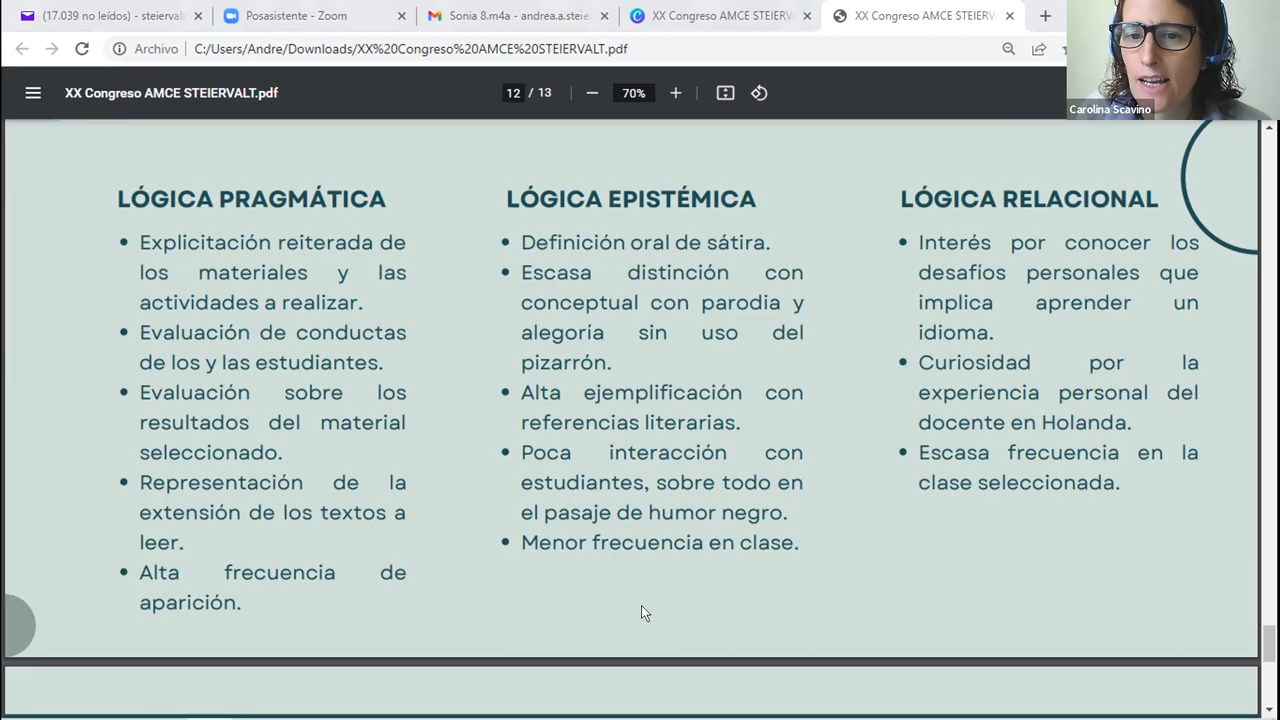 (17.039 no leídos) - steierval
Posasistente - Zoom
Sonia 8.m4a - andrea.a.steie
XX Congreso AMCE STEIERVA
XX Congreso AMCE STEIERVA
Archivo
C:/Users/Andre/Downloads/XX%20Congreso%20AMCE%20STEIERVALT.pdf
XX Congreso AMCE STEIERVALT.pdf
12 / 13
70%
Carolina Scavino
LÓGICA PRAGMÁTICA
• Explicitación reiterada de
los materiales y las
actividades a realizar.
• Evaluación de conductas
de los y las estudiantes.
• Evaluación sobre los
resultados del material
seleccionado.
• Representación de la
extensión de los textos a
leer.
• Alta frecuencia de
aparición.
LÓGICA EPISTÉMICA
• Definición oral de sátira.
• Escasa distinción con
conceptual con parodia y
alegoría sin uso del
pizarrón.
• Alta ejemplificación con
referencias literarias.
• Poca interacción con
estudiantes, sobre todo en
el pasaje de humor negro.
• Menor frecuencia en clase.
LÓGICA RELACIONAL
• Interés por conocer los
desafíos personales que
implica aprender un
idioma.
• Curiosidad por la
experiencia personal del
docente en Holanda.
• Escasa frecuencia en la
clase seleccionada.